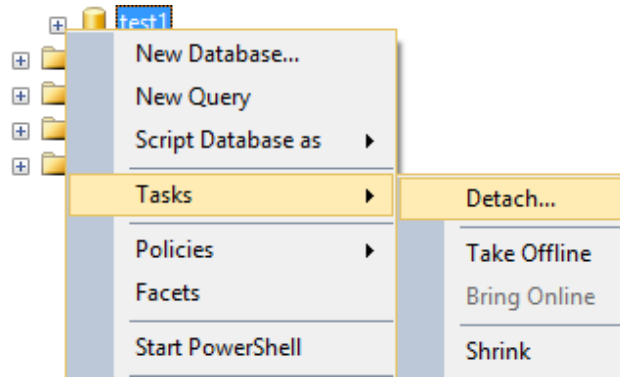 test1
New Database...
New Query
Script Database as
Tasks
Detach...
Policies
Take Offline
Facets
Bring Online
Start PowerShell
Shrink